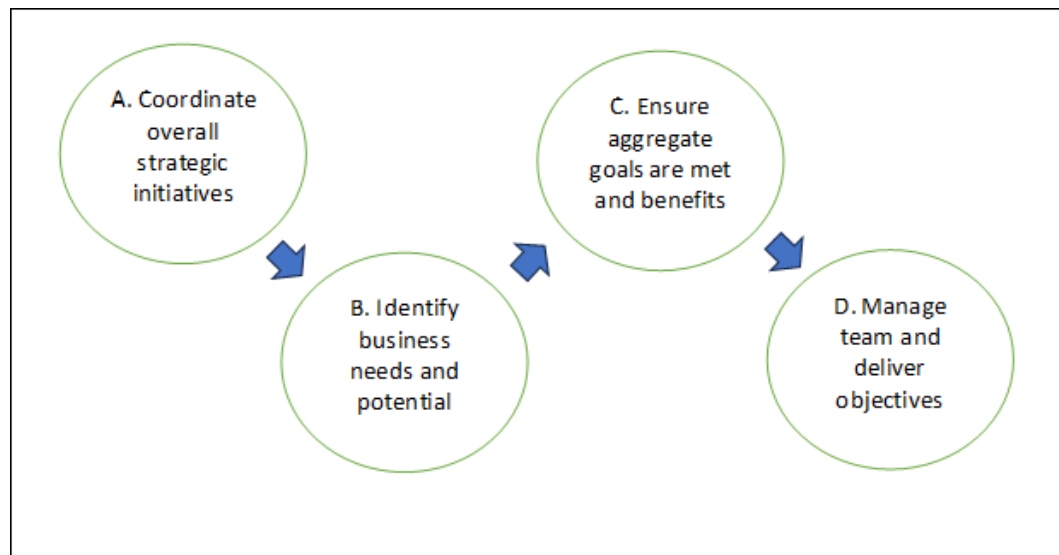 A. Coordinate
overall
strategic
initiatives
B. Identify
business
needs and
potential
C. Ensure
aggregate
goals are met
and benefits
D. Manage
team and
deliver
objectives